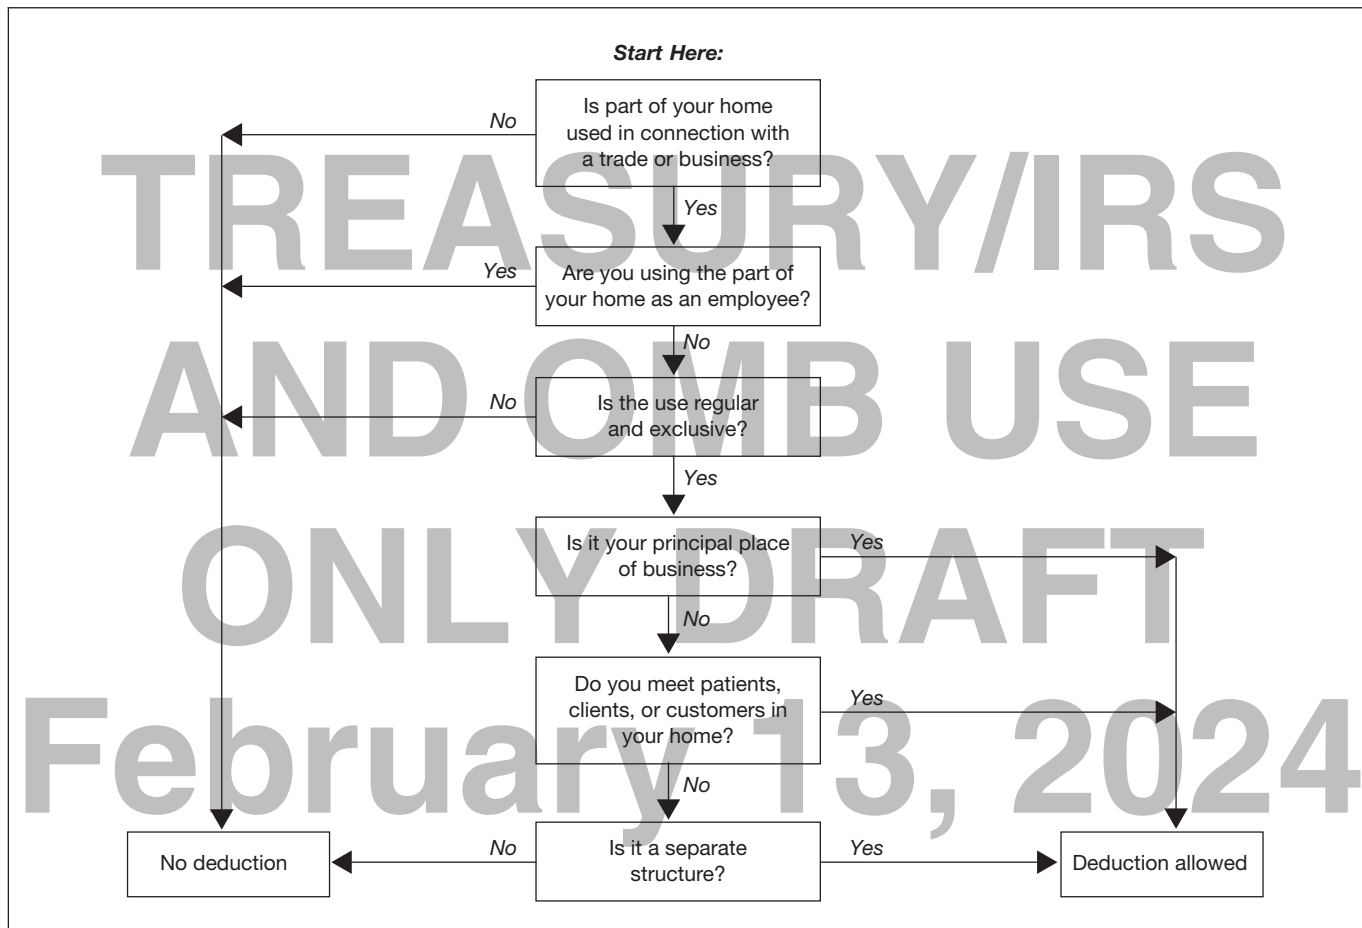 Start Here:
Is part of your home
used in connection with
a trade or business?
No
Yes
Are you using the part of
your home as an employee?
Yes
No
Is the use regular
and exclusive?
No
Yes
Is it your principal place
of business?
Yes
No
Do you meet patients,
clients, or customers in
your home?
Yes
No
Is it a separate
structure?
No
Yes
No deduction
Deduction allowed
TREASURY/IRS
AND OMB USE
ONLY DRAFT
February 13, 2024